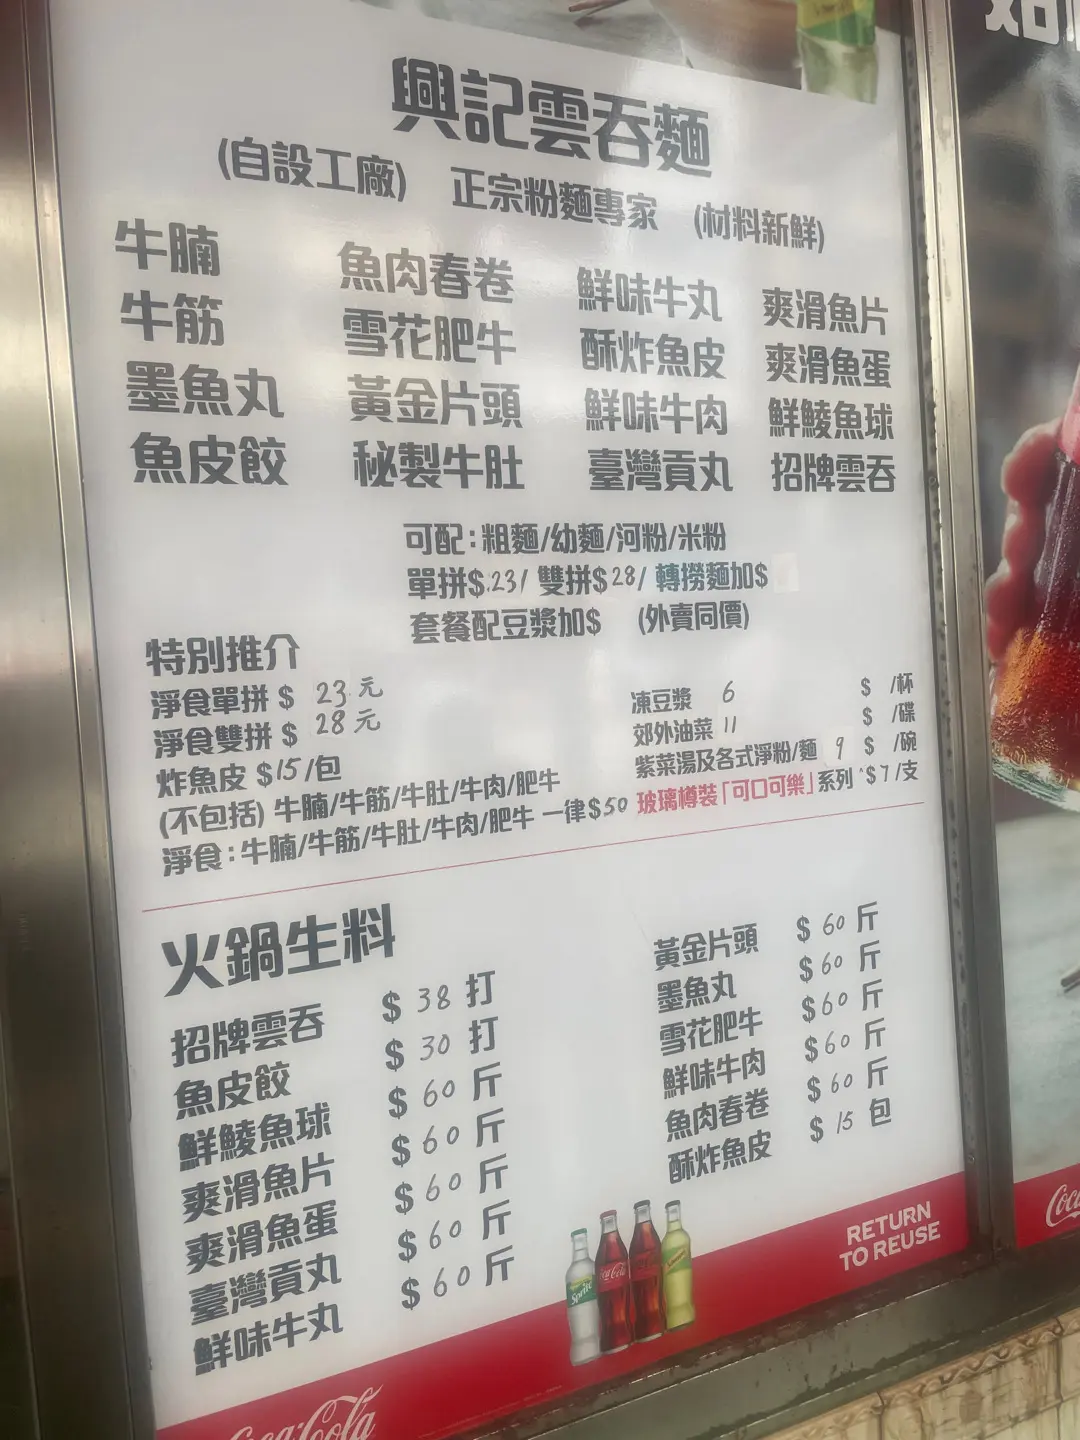 興記雲吞麵
(自設工廠) 正宗粉麵專家 (材料新鮮)
牛腩 魚肉春卷 鮮味牛丸 爽滑魚片
牛筋 雪花肥牛 酥炸魚皮 爽滑魚蛋
墨魚丸 黃金片頭 鮮味牛肉 鮮鯪魚球
魚皮餃 秘製牛肚 臺灣貢丸 招牌雲吞
可配：粗麵/幼麵/河粉/米粉
單拼$23/ 雙拼$28/ 轉撈麵加$
套餐配豆漿加$ (外賣同價)
特別推介
淨食單拼 $ 23元
淨食雙拼 $ 28元
炸魚皮 $15/包
(不包括) 牛腩/牛筋/牛肚/牛肉/肥牛
淨食：牛腩/牛筋/牛肚/牛肉/肥牛 一律$50
凍豆漿 6 $ /杯
郊外油菜 11 $ /碟
紫菜湯及各式淨粉/麵 9 $ /碗
玻璃樽裝「可口可樂」系列 $7/支
火鍋生料
招牌雲吞 $ 38 打
魚皮餃 $ 30 打
鮮鯪魚球 $ 60 斤
爽滑魚片 $ 60 斤
爽滑魚蛋 $ 60 斤
臺灣貢丸 $ 60 斤
鮮味牛丸 $ 60 斤
黃金片頭 $ 60 斤
墨魚丸 $ 60 斤
雪花肥牛 $ 60 斤
鮮味牛肉 $ 60 斤
魚肉春卷 $ 60 斤
酥炸魚皮 $ 15 包
Sprite
Coca-Cola
RETURN
TO REUSE
Coca-Cola